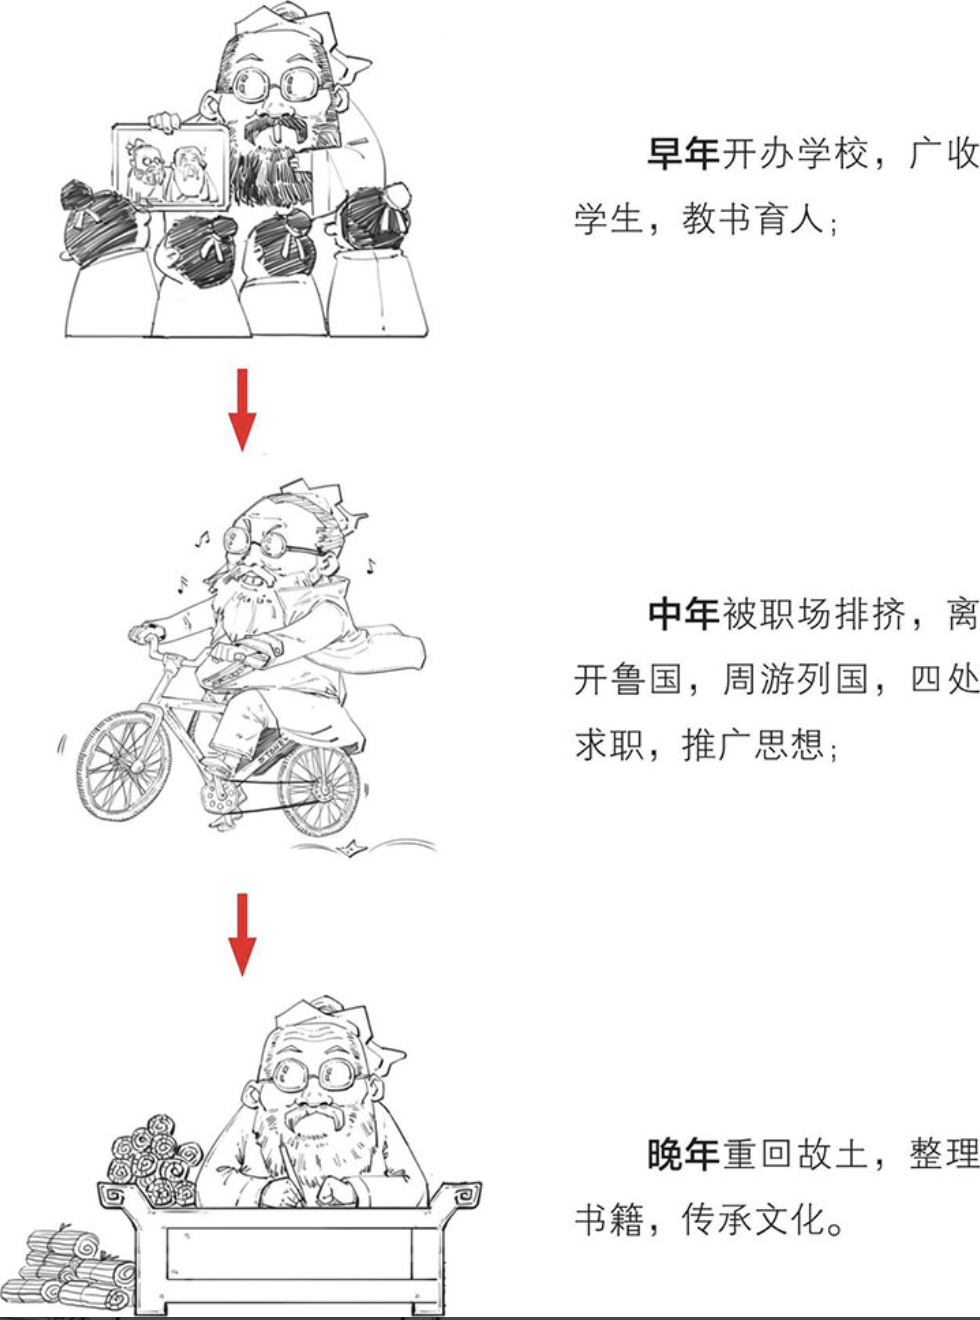 早年开办学校，广收
学生，教书育人；
中年被职场排挤，离
开鲁国，周游列国，四处
求职，推广思想；
晚年重回故土，整理
书籍，传承文化。